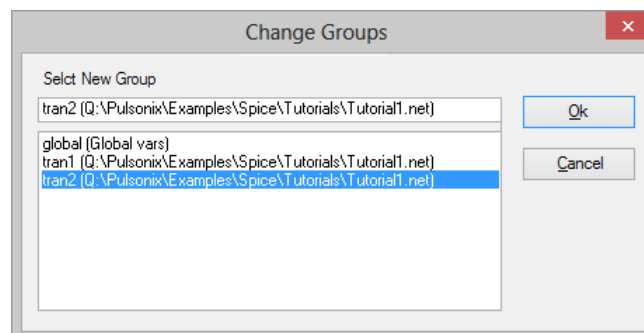 Change Groups
Selct New Group
tran2 (Q:\Pulsonix\Examples\Spice\Tutorials\Tutorial1.net)
Ok
global (Global vars)
tran1 (Q:\Pulsonix\Examples\Spice\Tutorials\Tutorial1.net)
Cancel
tran2 (Q:\Pulsonix\Examples\Spice\Tutorials\Tutorial1.net)